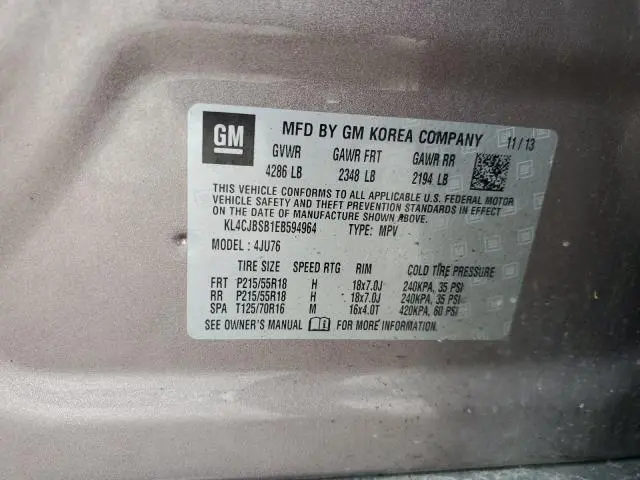 GM MFD BY GM KOREA COMPANY 11/13
GVWR GAWR FRT GAWR RR
4286 LB 2348 LB 2194 LB
THIS VEHICLE CONFORMS TO ALL APPLICABLE U.S. FEDERAL MOTOR
VEHICLE SAFETY AND THEFT PREVENTION STANDARDS IN EFFECT
ON THE DATE OF MANUFACTURE SHOWN ABOVE.
KL4CJBSB1EB594964 TYPE: MPV
MODEL: 4JU76
TIRE SIZE SPEED RTG RIM COLD TIRE PRESSURE
FRT P215/55R18 H 18x7.0J 240KPA, 35 PSI
RR P215/55R18 H 18x7.0J 240KPA, 35 PSI
SPA T125/70R16 M 16x4.0T 420KPA, 60 PSI
SEE OWNER'S MANUAL FOR MORE INFORMATION.